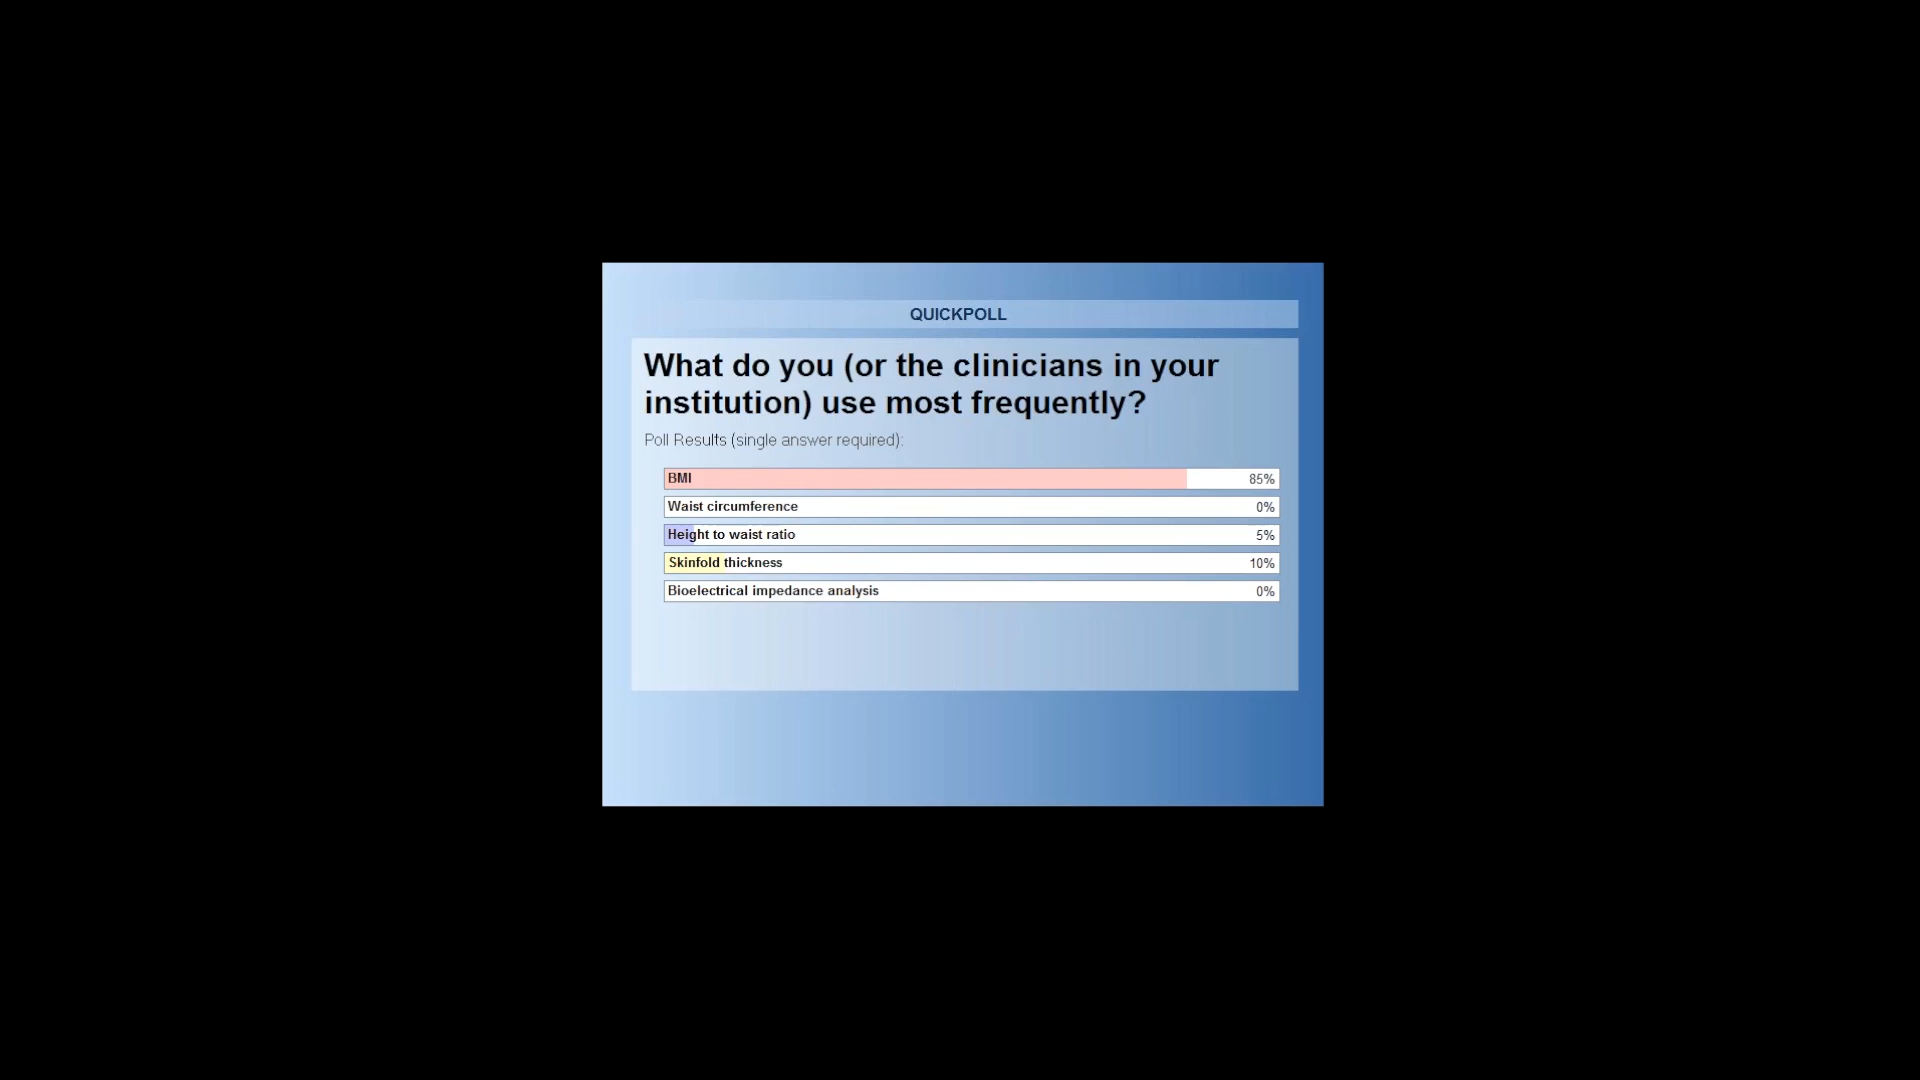 QUICKPOLL
What do you (or the clinicians in your
institution) use most frequently?
Poll Results (single answer required):
BMI 85%
Waist circumference 0%
Height to waist ratio 5%
Skinfold thickness 10%
Bioelectrical impedance analysis 0%